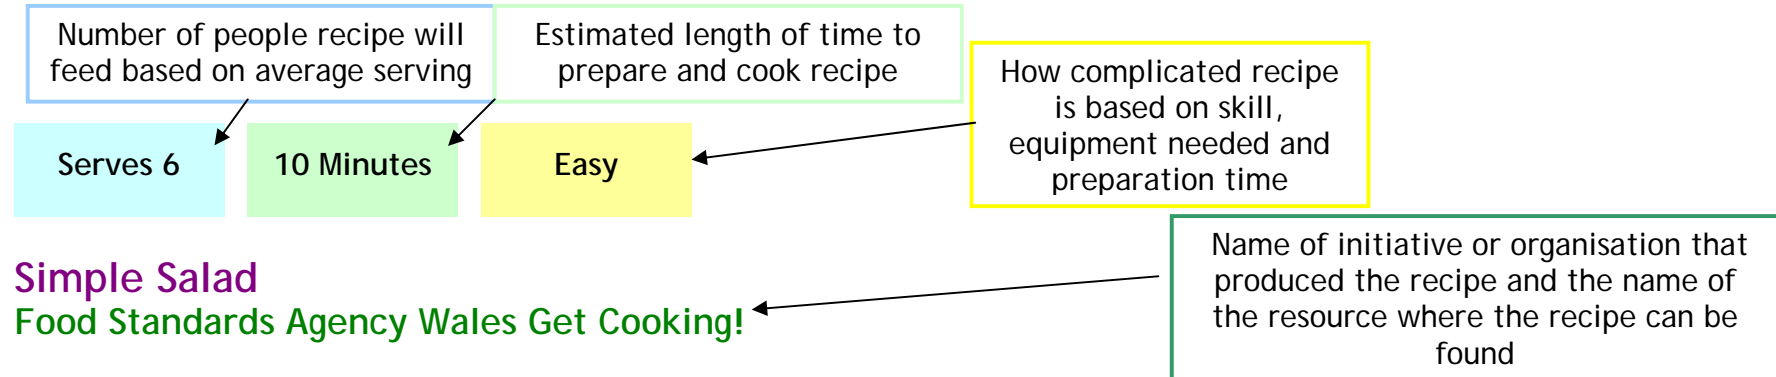 Number of people recipe will
feed based on average serving
Estimated length of time to
prepare and cook recipe
How complicated recipe
is based on skill,
equipment needed and
preparation time
Serves 6
10 Minutes
Easy
Simple Salad
Food Standards Agency Wales Get Cooking!
Name of initiative or organisation that
produced the recipe and the name of
the resource where the recipe can be
found